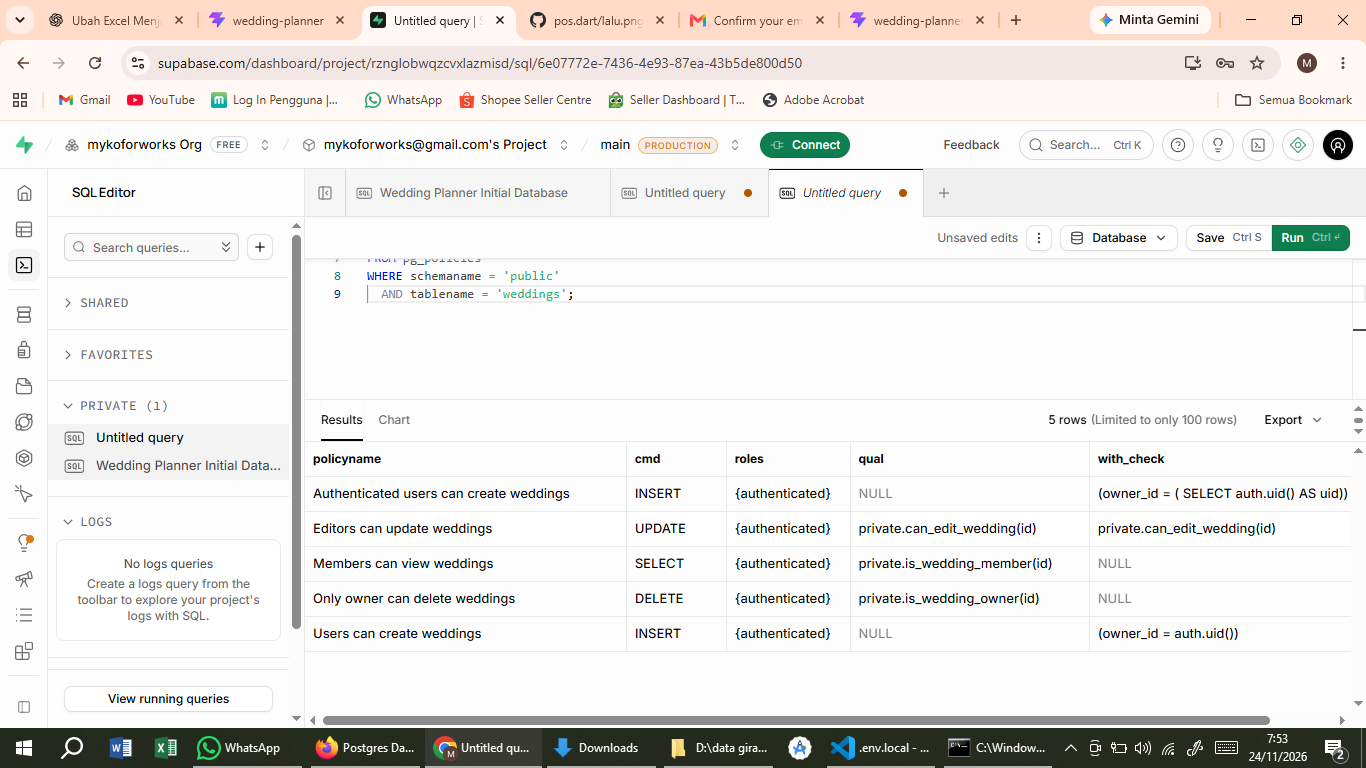 Ubah Excel Menj
wedding-planner
Untitled query | S
pos.dart/lalu.png
Confirm your em
wedding-planne
Minta Gemini
supabase.com/dashboard/project/rznglobwqzcvxlazmisd/sql/6e07772e-7436-4e93-87ea-43b5de800d50
M
Gmail
YouTube
Log In Pengguna |...
WhatsApp
Shopee Seller Centre
Seller Dashboard | T...
Adobe Acrobat
Semua Bookmark
mykoforworks Org FREE
mykoforworks@gmail.com's Project
main PRODUCTION
Connect
Feedback
Search... Ctrl K
SQL Editor
SQL Wedding Planner Initial Database
SQL Untitled query
SQL Untitled query
Search queries...
Unsaved edits
Database
Save Ctrl S
Run Ctrl
SHARED
FAVORITES
PRIVATE (1)
SQL Untitled query
SQL Wedding Planner Initial Data...
LOGS
No logs queries
Create a logs query from the
toolbar to explore your project's
logs with SQL.
View running queries
7 FROM pg_policies
8 WHERE schemaname = 'public'
9 AND tablename = 'weddings';
Results Chart
5 rows (Limited to only 100 rows) Export
policyname cmd roles qual with_check
Authenticated users can create weddings INSERT {authenticated} NULL (owner_id = ( SELECT auth.uid() AS uid))
Editors can update weddings UPDATE {authenticated} private.can_edit_wedding(id) private.can_edit_wedding(id)
Members can view weddings SELECT {authenticated} private.is_wedding_member(id) NULL
Only owner can delete weddings DELETE {authenticated} private.is_wedding_owner(id) NULL
Users can create weddings INSERT {authenticated} NULL (owner_id = auth.uid())
WhatsApp
Postgres Da...
M
Untitled qu...
Downloads
D:\data gira...
.env.local - ...
C:\Window...
7:53
24/11/2026
2